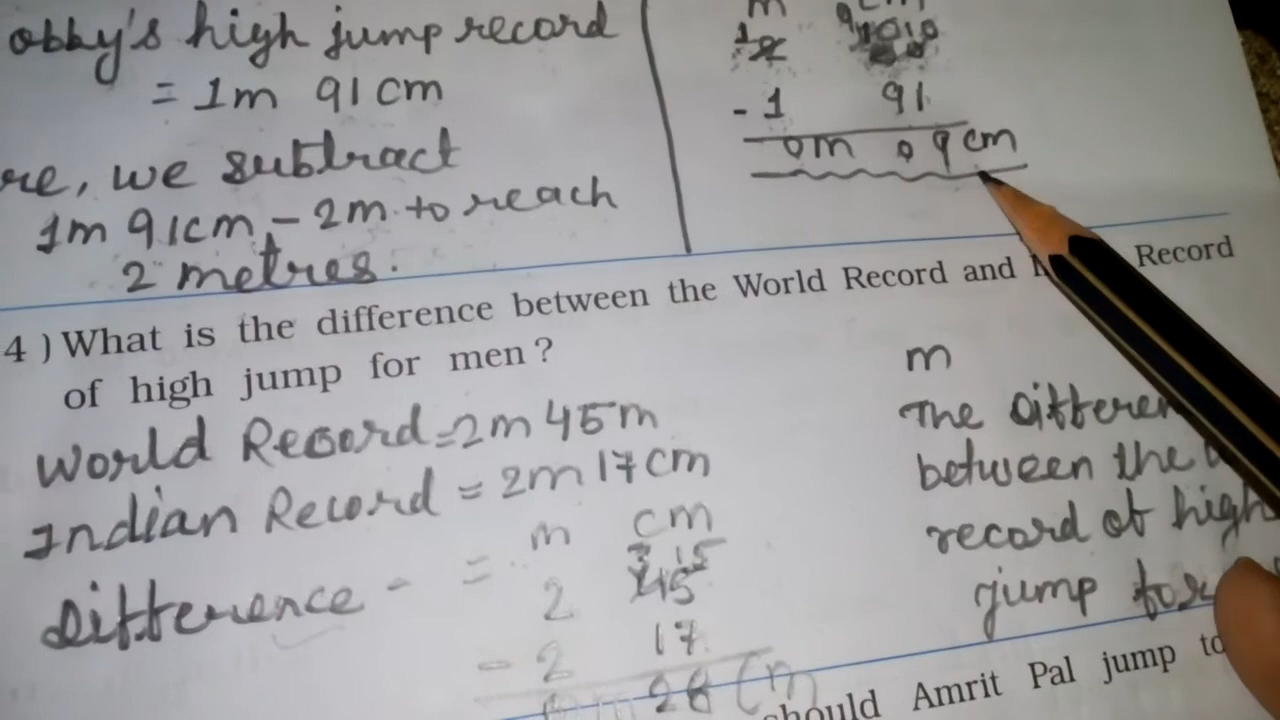 obby's high jump record
= 1m 91cm
re, we subtract
1m 91cm - 2m to reach
2 metres.
m
- 1 91
0m 09cm
4 ) What is the difference between the World Record and Record
of high jump for men ?
World Record = 2m 45m
Indian Record = 2m 17cm
Difference - =
m cm
3 15
2 45
- 2 17
28 cm
m
The Differen
between the
record of high
jump for
should Amrit Pal jump to